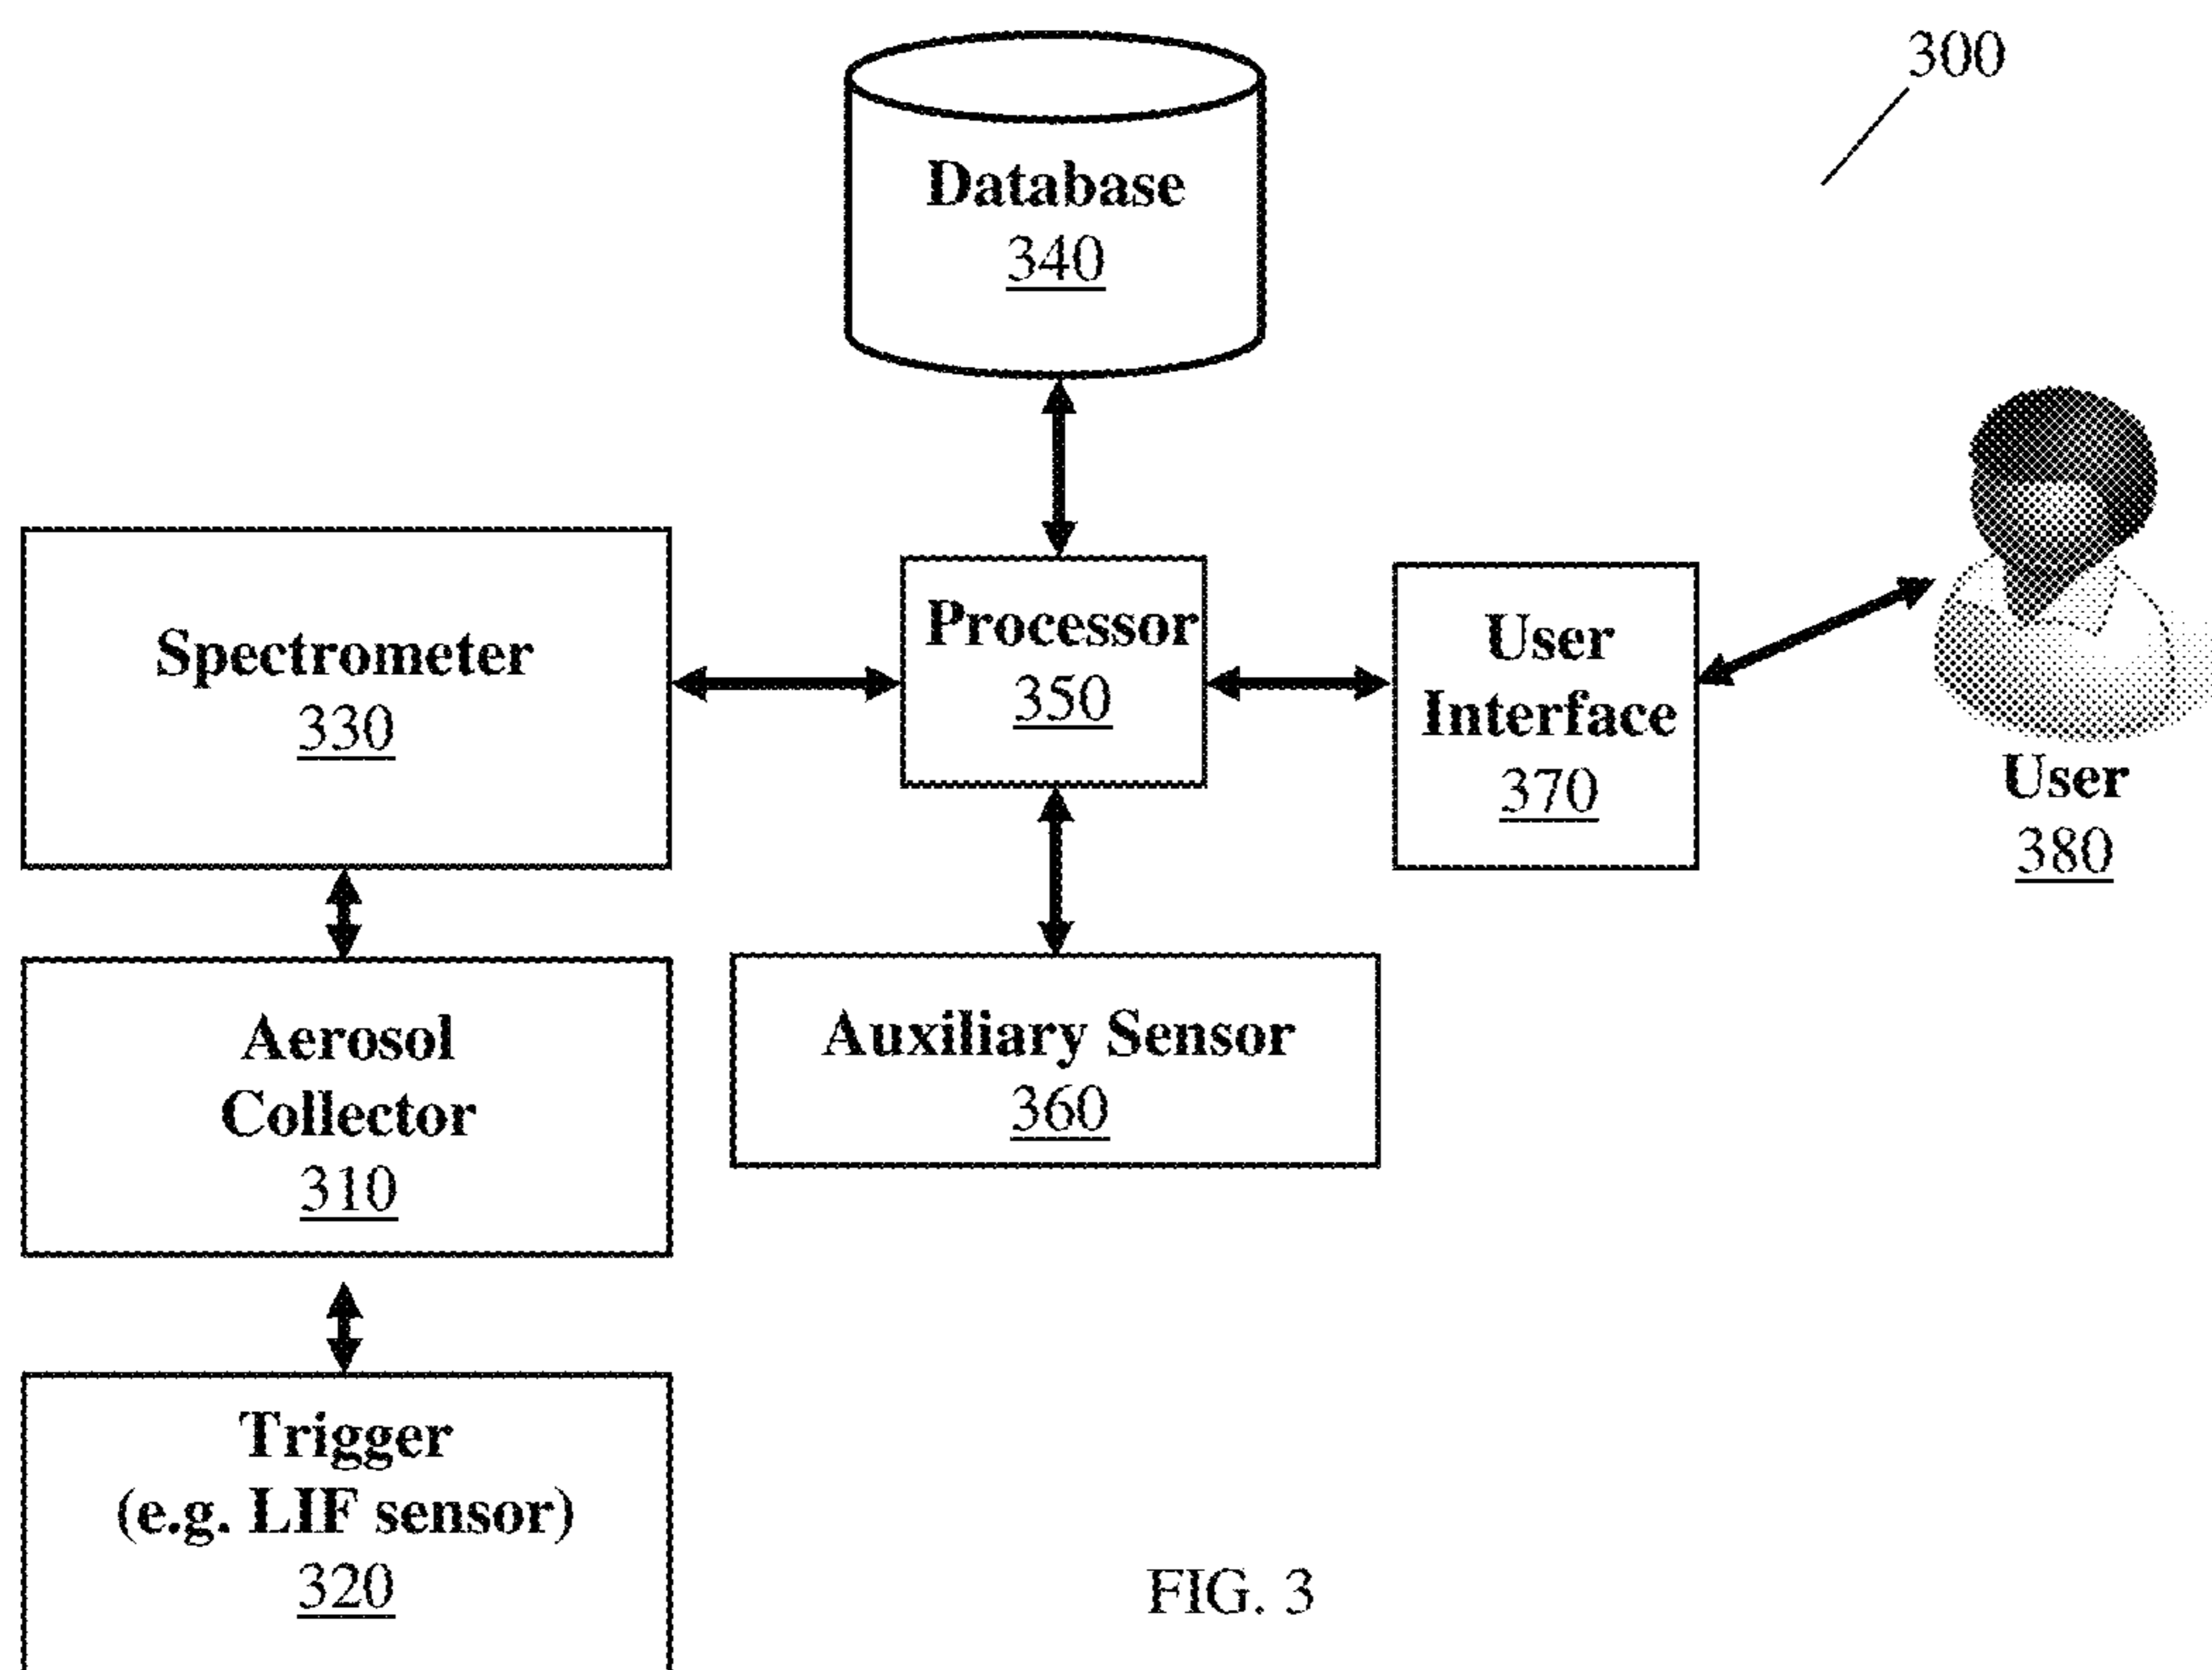 300
Database
340
Spectrometer
330
Processor
350
User
Interface
370
User
380
Aerosol
Collector
310
Auxiliary Sensor
360
Trigger
(e.g. LIF sensor)
320
FIG. 3